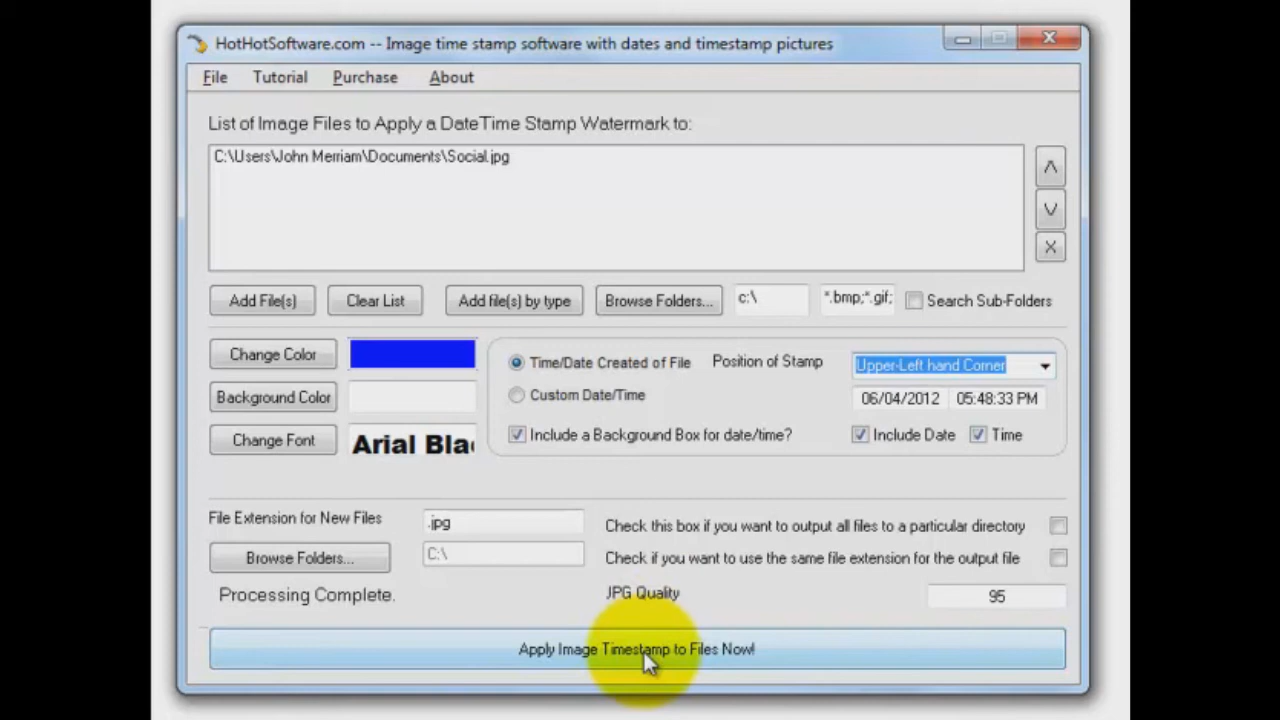 HotHotSoftware.com -- Image time stamp software with dates and timestamp pictures
File Tutorial Purchase About
List of Image Files to Apply a DateTime Stamp Watermark to:
C:\Users\John Merriam\Documents\Social.jpg
Add File(s) Clear List Add file(s) by type Browse Folders... c:\ *.bmp;*.gif; Search Sub-Folders
Change Color Time/Date Created of File Position of Stamp Upper-Left hand Corner
Background Color Custom Date/Time 06/04/2012 05:48:33 PM
Change Font Arial Blac Include a Background Box for date/time? Include Date Time
File Extension for New Files .jpg Check this box if you want to output all files to a particular directory
Browse Folders... C:\ Check if you want to use the same file extension for the output file
Processing Complete. JPG Quality 95
Apply Image Timestamp to Files Now!